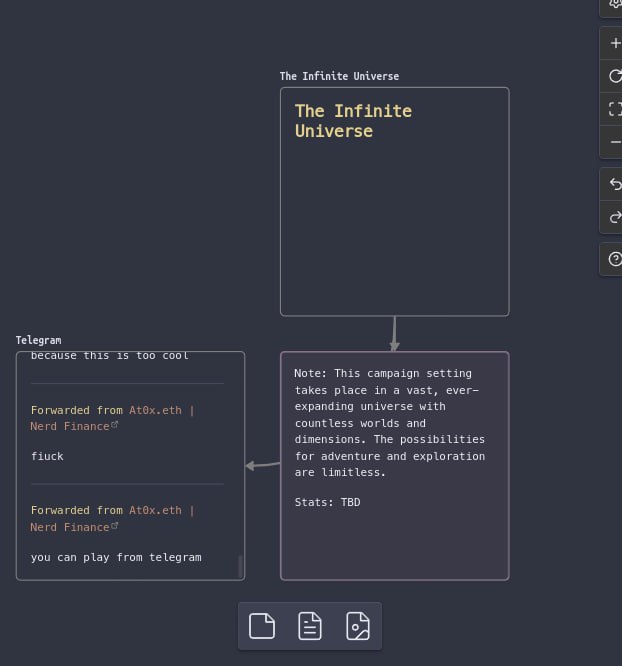 The Infinite Universe
The Infinite
Universe
Telegram
because this is too cool
Forwarded from At0x.eth |
Nerd Finance
fiuck
Forwarded from At0x.eth |
Nerd Finance
you can play from telegram
Note: This campaign setting
takes place in a vast, ever-
expanding universe with
countless worlds and
dimensions. The possibilities
for adventure and exploration
are limitless.
Stats: TBD